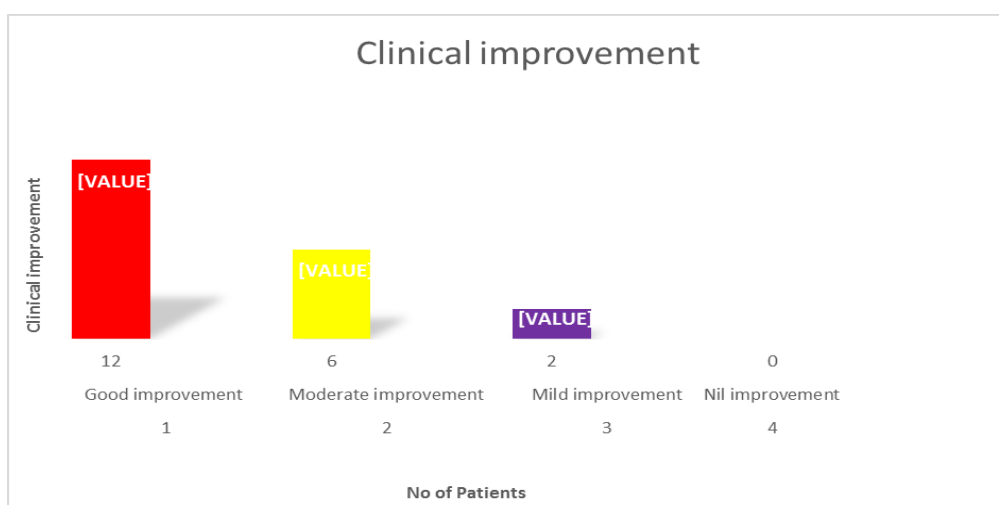 Clinical improvement
Clinical improvement
[VALUE]
[VALUE]
[VALUE]
12 6 2 0
Good improvement Moderate improvement Mild improvement Nil improvement
1 2 3 4
No of Patients